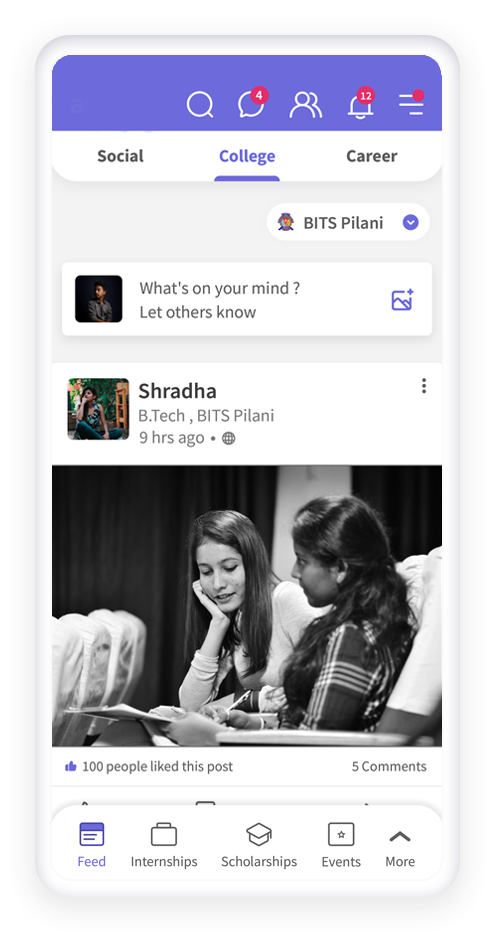 4
12
Social College Career
BITS Pilani
What's on your mind ?
Let others know
Shradha
B.Tech , BITS Pilani
9 hrs ago •
100 people liked this post 5 Comments
Feed Internships Scholarships Events More